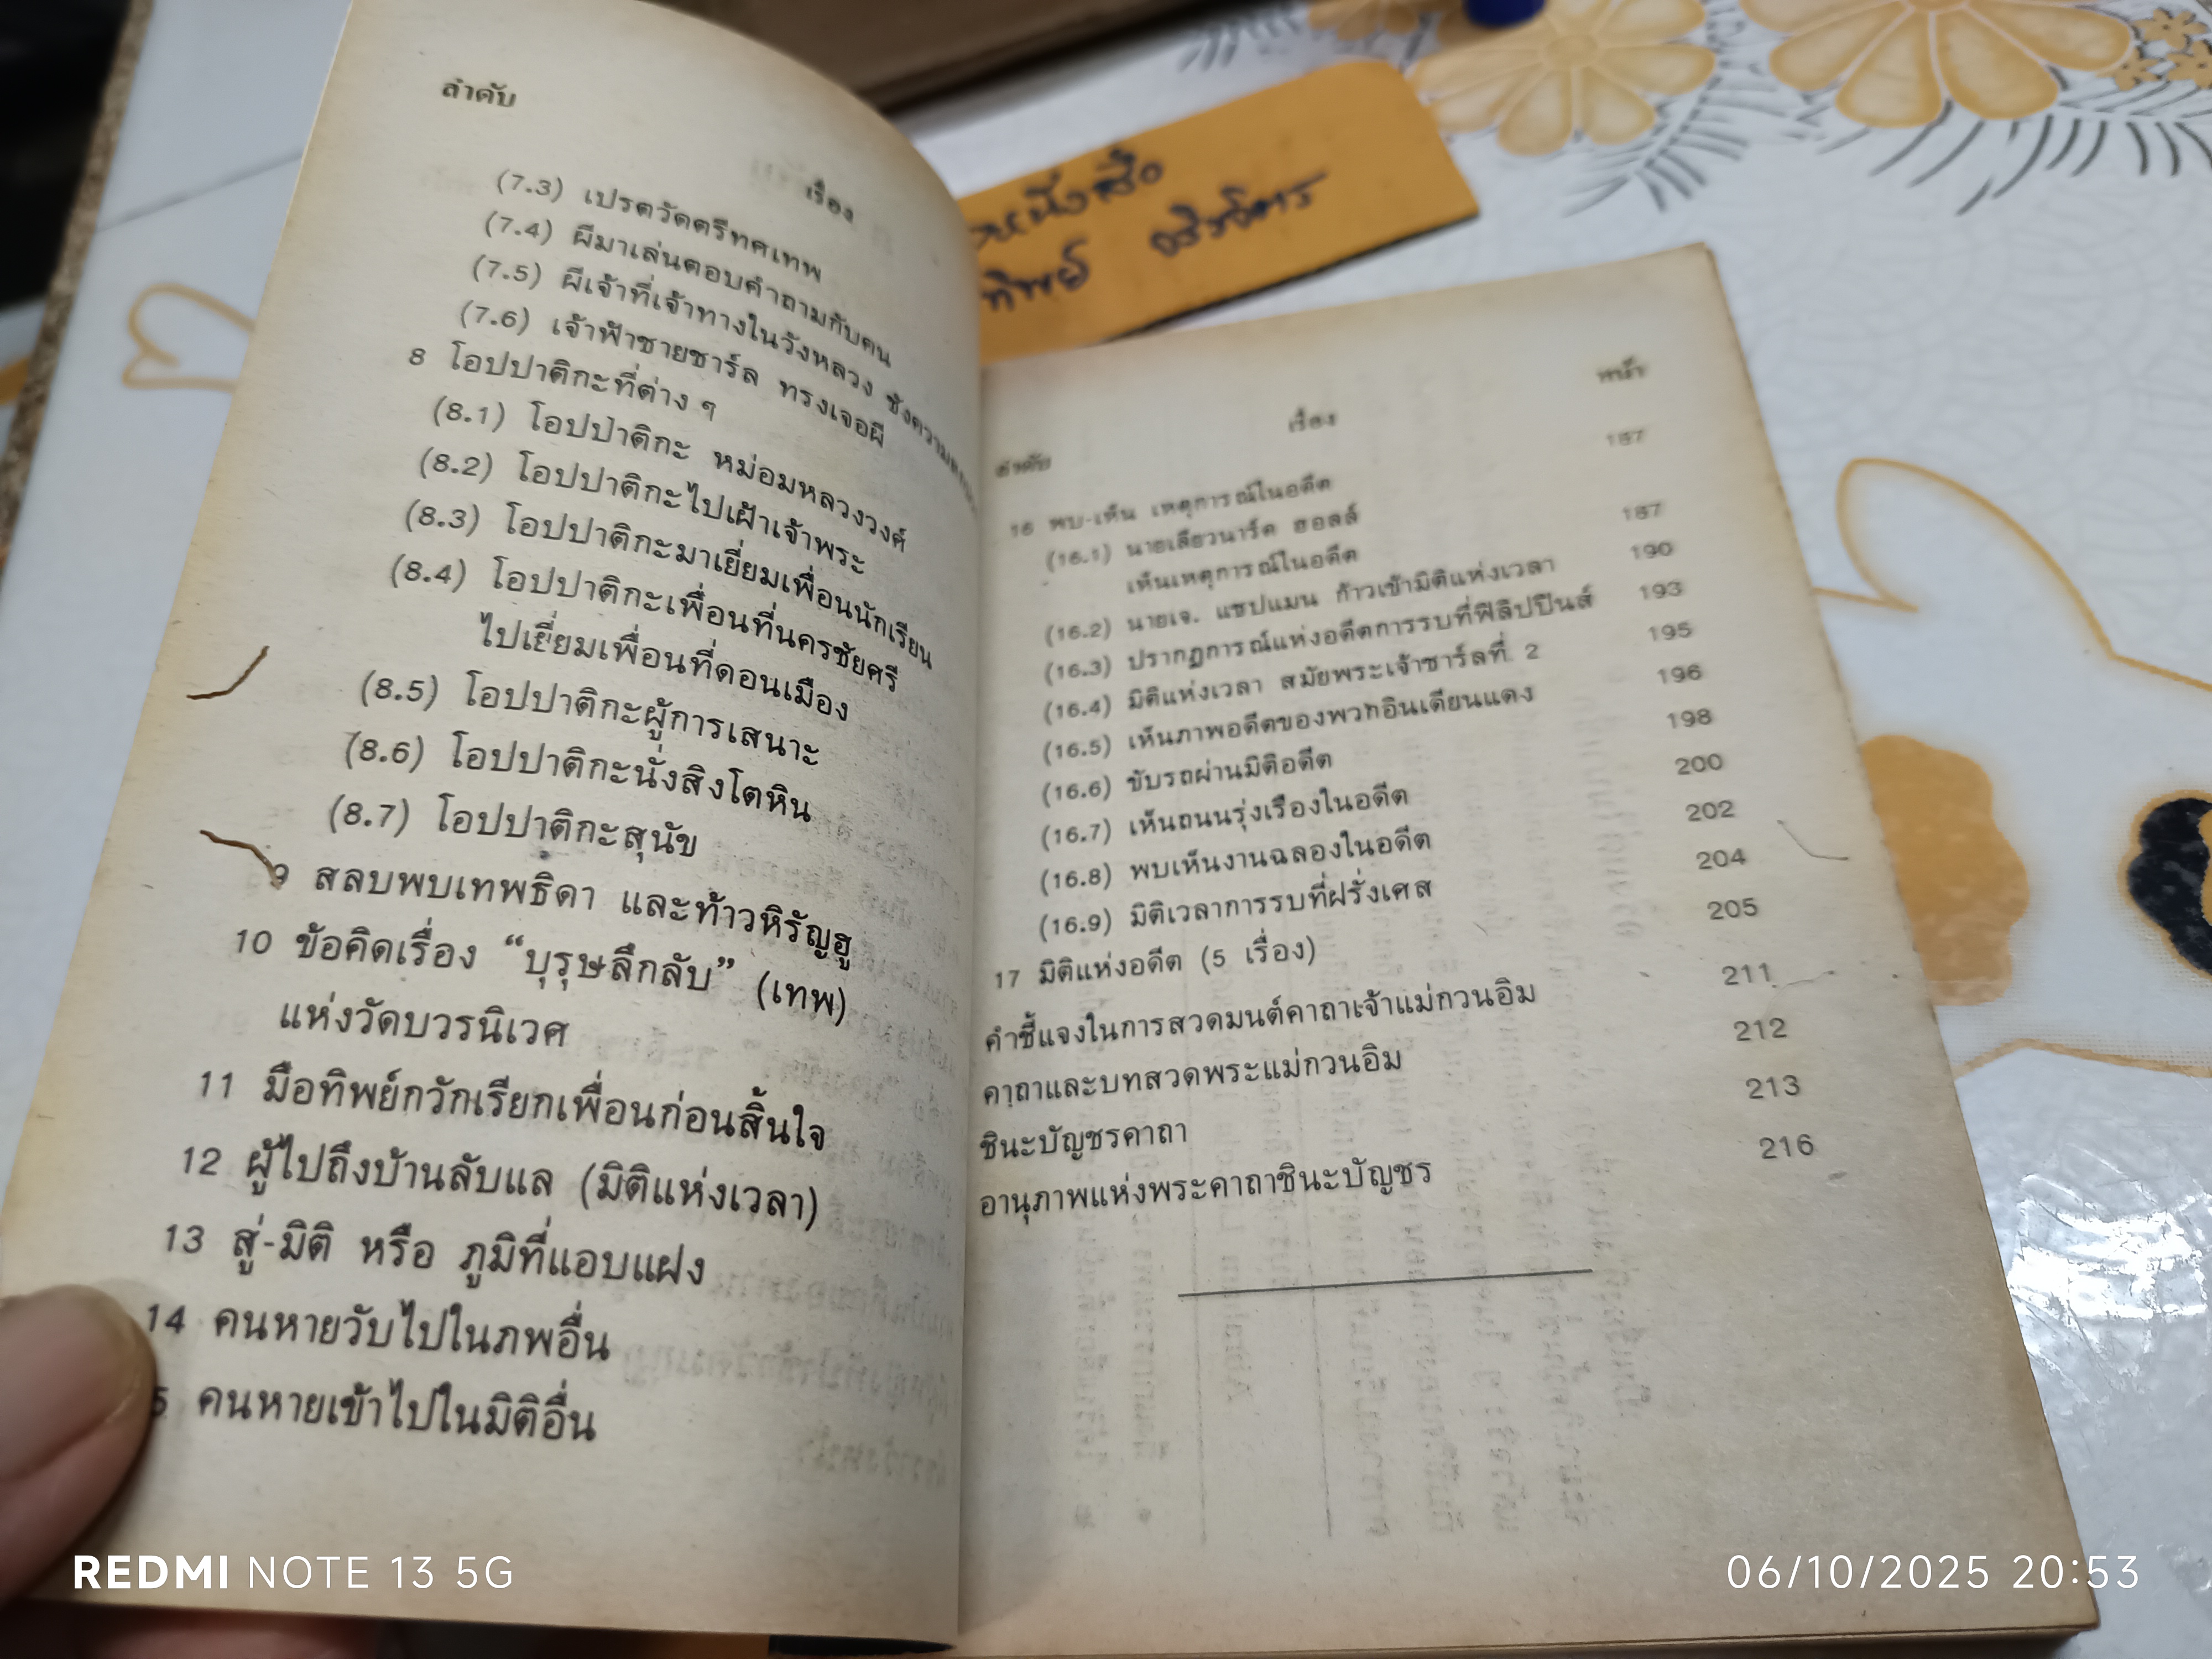 ลำดับ
เรื่อง
(7.3) เปรตวัดตรีทศเทพ
(7.4) ผีมาเล่นตอบคำถามกับคน
(7.5) ผีเจ้าที่เจ้าทางในวังหลวง ชังความ
(7.6) เจ้าฟ้าชายชาร์ล ทรงเจอผี
8 โอปปาติกะที่ต่าง ๆ
(8.1) โอปปาติกะ หม่อมหลวงวงศ์
(8.2) โอปปาติกะไปเฝ้าเจ้าพระ
(8.3) โอปปาติกะมาเยี่ยมเพื่อนนักเรียน
(8.4) โอปปาติกะเพื่อนที่นครชัยศรี
ไปเยี่ยมเพื่อนที่ดอนเมือง
(8.5) โอปปาติกะผู้การเสนาะ
(8.6) โอปปาติกะนั่งสิงโตหิน
(8.7) โอปปาติกะสุนัข
9 สลบพบเทพธิดา และท้าวหิรัญฮู
10 ข้อคิดเรื่อง “บุรุษลึกลับ” (เทพ)
แห่งวัดบวรนิเวศ
11 มือทิพย์กวักเรียกเพื่อนก่อนสิ้นใจ
12 ผู้ไปถึงบ้านลับแล (มิติแห่งเวลา)
13 สู่-มิติ หรือ ภูมิที่แอบแฝง
14 คนหายวับไปในภพอื่น
5 คนหายเข้าไปในมิติอื่น
หนังสือ
ทิพย์
ลำดับ เรื่อง หน้า
16 พบ-เห็น เหตุการณ์ในอดีต 187
(16.1) นายเลียวนาร์ด ฮอลล์
เห็นเหตุการณ์ในอดีต 187
(16.2) นายเจ. แชปแมน ก้าวเข้ามิติแห่งเวลา 190
(16.3) ปรากฏการณ์แห่งอดีตการรบที่ฟิลิปปินส์ 193
(16.4) มิติแห่งเวลา สมัยพระเจ้าชาร์ลที่ 2 195
(16.5) เห็นภาพอดีตของพวกอินเดียนแดง 196
(16.6) ขับรถผ่านมิติอดีต 198
(16.7) เห็นถนนรุ่งเรืองในอดีต 200
(16.8) พบเห็นงานฉลองในอดีต 202
(16.9) มิติเวลาการรบที่ฝรั่งเศส 204
17 มิติแห่งอดีต (5 เรื่อง) 205
คำชี้แจงในการสวดมนต์คาถาเจ้าแม่กวนอิม 211
คาถาและบทสวดพระแม่กวนอิม 212
ชินะบัญชรคาถา 213
อานุภาพแห่งพระคาถาชินะบัญชร 216
REDMI NOTE 13 5G
06/10/2025 20:53